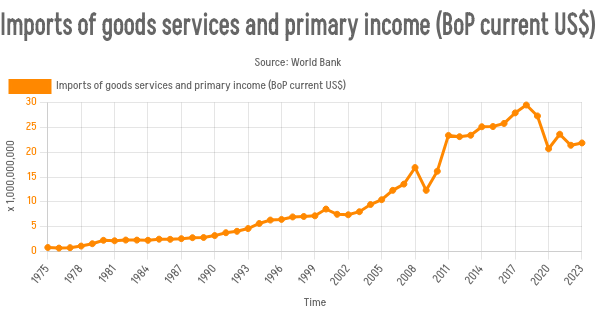 Imports of goods services and primary income (BoP current US$)
Source: World Bank
Imports of goods services and primary income (BoP current US$)
x 1,000,000,000
30
25
20
15
10
5
0
1975 1978 1981 1984 1987 1990 1993 1996 1999 2002 2005 2008 2011 2014 2017 2020 2023
Time